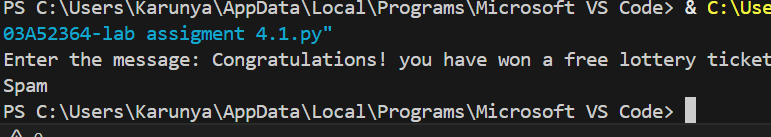 PS C:\Users\Karunya\AppData\Local\Programs\Microsoft VS Code> & C:\Use
03A52364-lab assigment 4.1.py"
Enter the message: Congratulations! you have won a free lottery ticket
Spam
PS C:\Users\Karunya\AppData\Local\Programs\Microsoft VS Code>